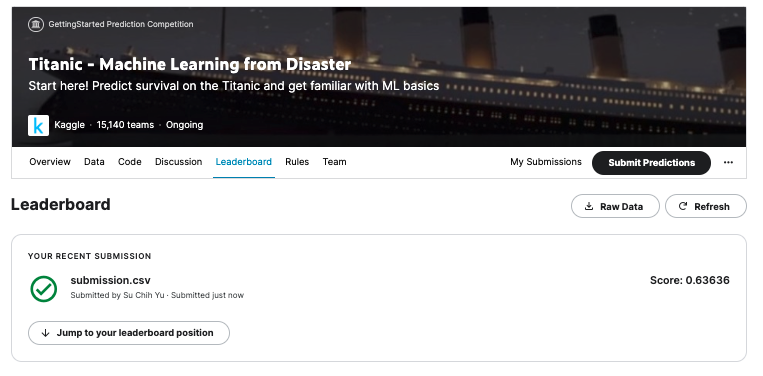 GettingStarted Prediction Competition
Titanic - Machine Learning from Disaster
Start here! Predict survival on the Titanic and get familiar with ML basics
k Kaggle · 15,140 teams · Ongoing
Overview Data Code Discussion Leaderboard Rules Team My Submissions Submit Predictions ...
Leaderboard Raw Data Refresh
YOUR RECENT SUBMISSION
submission.csv Score: 0.63636
Submitted by Su Chih Yu · Submitted just now
Jump to your leaderboard position